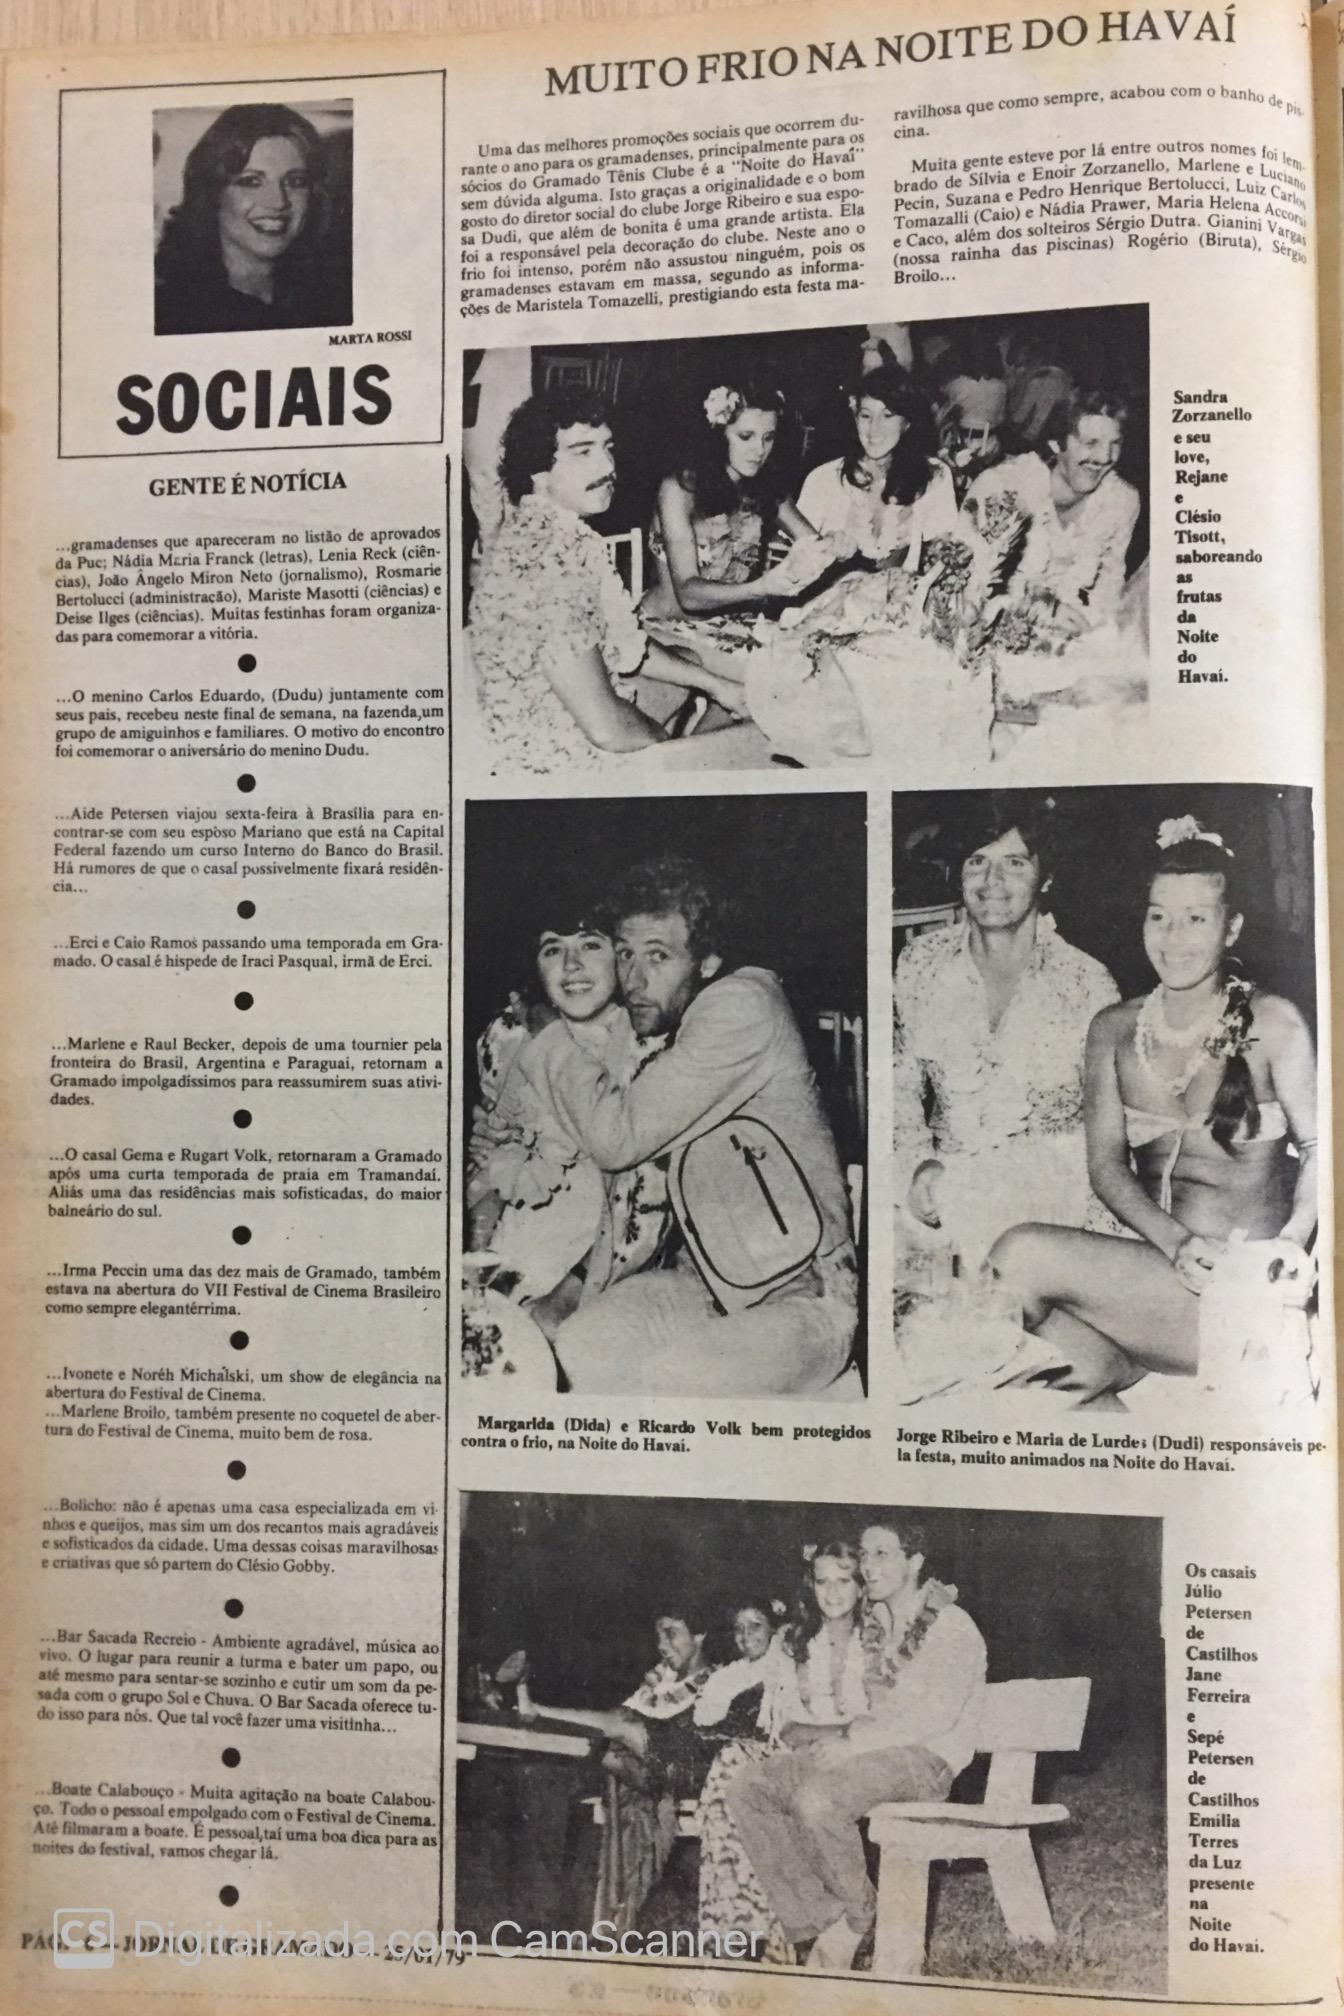 MARTA ROSSI
SOCIAIS
GENTE É NOTÍCIA
...gramadenses que apareceram no listão de aprovados
da Puc; Nádia Maria Franck (letras), Lenia Reck (ciên-
cias), João Ângelo Miron Neto (jornalismo), Rosmarie
Bertolucci (administração), Mariste Masotti (ciências) e
Deise Ilges (ciências). Muitas festinhas foram organiza-
das para comemorar a vitória.
...O menino Carlos Eduardo, (Dudu) juntamente com
seus pais, recebeu neste final de semana, na fazenda,um
grupo de amiguinhos e familiares. O motivo do encontro
foi comemorar o aniversário do menino Dudu.
...Aide Petersen viajou sexta-feira à Brasília para en-
contrar-se com seu esposo Mariano que está na Capital
Federal fazendo um curso Interno do Banco do Brasil.
Há rumores de que o casal possivelmente fixará residên-
cia...
...Erci e Caio Ramos passando uma temporada em Gra-
mado. O casal é hispede de Iraci Pasqual, irmã de Erci.
...Marlene e Raul Becker, depois de uma tournier pela
fronteira do Brasil, Argentina e Paraguai, retornam a
Gramado impolgadíssimos para reassumirem suas ativi-
dades.
...O casal Gema e Rugart Volk, retornaram a Gramado
após uma curta temporada de praia em Tramandaí.
Aliás uma das residências mais sofisticadas, do maior
balneário do sul.
...Irma Peccin uma das dez mais de Gramado, também
estava na abertura do VII Festival de Cinema Brasileiro
como sempre elegantérrima.
...Ivonete e Noréh Michalski, um show de elegância na
abertura do Festival de Cinema.
...Marlene Broilo, também presente no coquetel de aber-
tura do Festival de Cinema, muito bem de rosa.
...Bolicho: não é apenas uma casa especializada em vi-
nhos e queijos, mas sim um dos recantos mais agradáveis
e sofisticados da cidade. Uma dessas coisas maravilhosas
e criativas que só partem do Clésio Gobby.
...Bar Sacada Recreio - Ambiente agradável, música ao
vivo. O lugar para reunir a turma e bater um papo, ou
até mesmo para sentar-se sozinho e cutir um som da pe-
sada com o grupo Sol e Chuva. O Bar Sacada oferece tu-
do isso para nós. Que tal você fazer uma visitinha...
...Boate Calabouço - Muita agitação na boate Calabou-
ço. Todo o pessoal empolgado com o Festival de Cinema.
Até filmaram a boate. É pessoal,taí uma boa dica para as
noites do festival, vamos chegar lá.
MUITO FRIO NA NOITE DO HAVAÍ
Uma das melhores promoções sociais que ocorrem du-
rante o ano para os gramadenses, principalmente para os
sócios do Gramado Tênis Clube é a "Noite do Havaí"
sem dúvida alguma. Isto graças a originalidade e o bom
gosto do diretor social do clube Jorge Ribeiro e sua espo-
sa Dudi, que além de bonita é uma grande artista. Ela
foi a responsável pela decoração do clube. Neste ano o
frio foi intenso, porém não assustou ninguém, pois os
gramadenses estavam em massa, segundo as informa-
ções de Maristela Tomazelli, prestigiando esta festa ma-
ravilhosa que como sempre, acabou com o banho de pis-
cina.
Muita gente esteve por lá entre outros nomes foi lem-
brado de Sílvia e Enoir Zorzanello, Marlene e Luciano
Pecin, Suzana e Pedro Henrique Bertolucci, Luiz Carlos
Tomazalli (Caio) e Nádia Prawer, Maria Helena Accorsi
e Caco, além dos solteiros Sérgio Dutra. Gianini Vargas
(nossa rainha das piscinas) Rogério (Biruta), Sérgio
Broilo...
Sandra
Zorzanello
e seu
love,
Rejane
e
Clésio
Tisott,
saboreando
as
frutas
da
Noite
do
Havaí.
Margarida (Dida) e Ricardo Volk bem protegidos
contra o frio, na Noite do Havaí.
Jorge Ribeiro e Maria de Lurdes (Dudi) responsáveis pe-
la festa, muito animados na Noite do Havaí.
Os casais
Júlio
Petersen
de
Castilhos
Jane
Ferreira
e
Sepé
Petersen
de
Castilhos
Emilia
Terres
da Luz
presente
na
Noite
do Havaí.
JORNAL DE GRAMADO - 25/01/79
CS Digitalizada com CamScanner